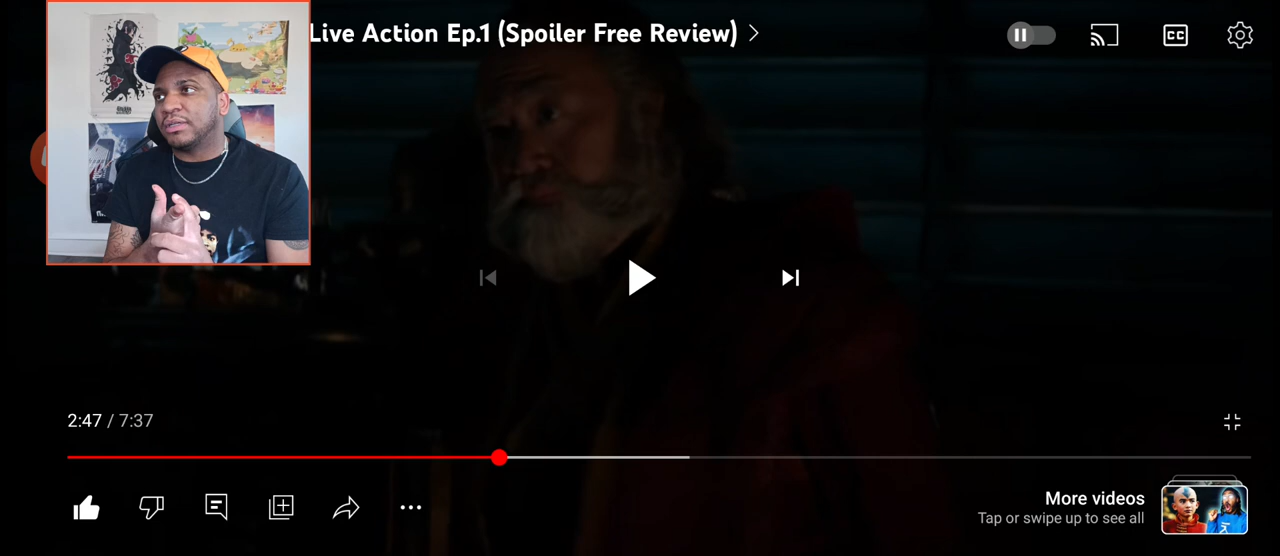 Live Action Ep.1 (Spoiler Free Review)
CC
2:47 / 7:37
More videos
Tap or swipe up to see all